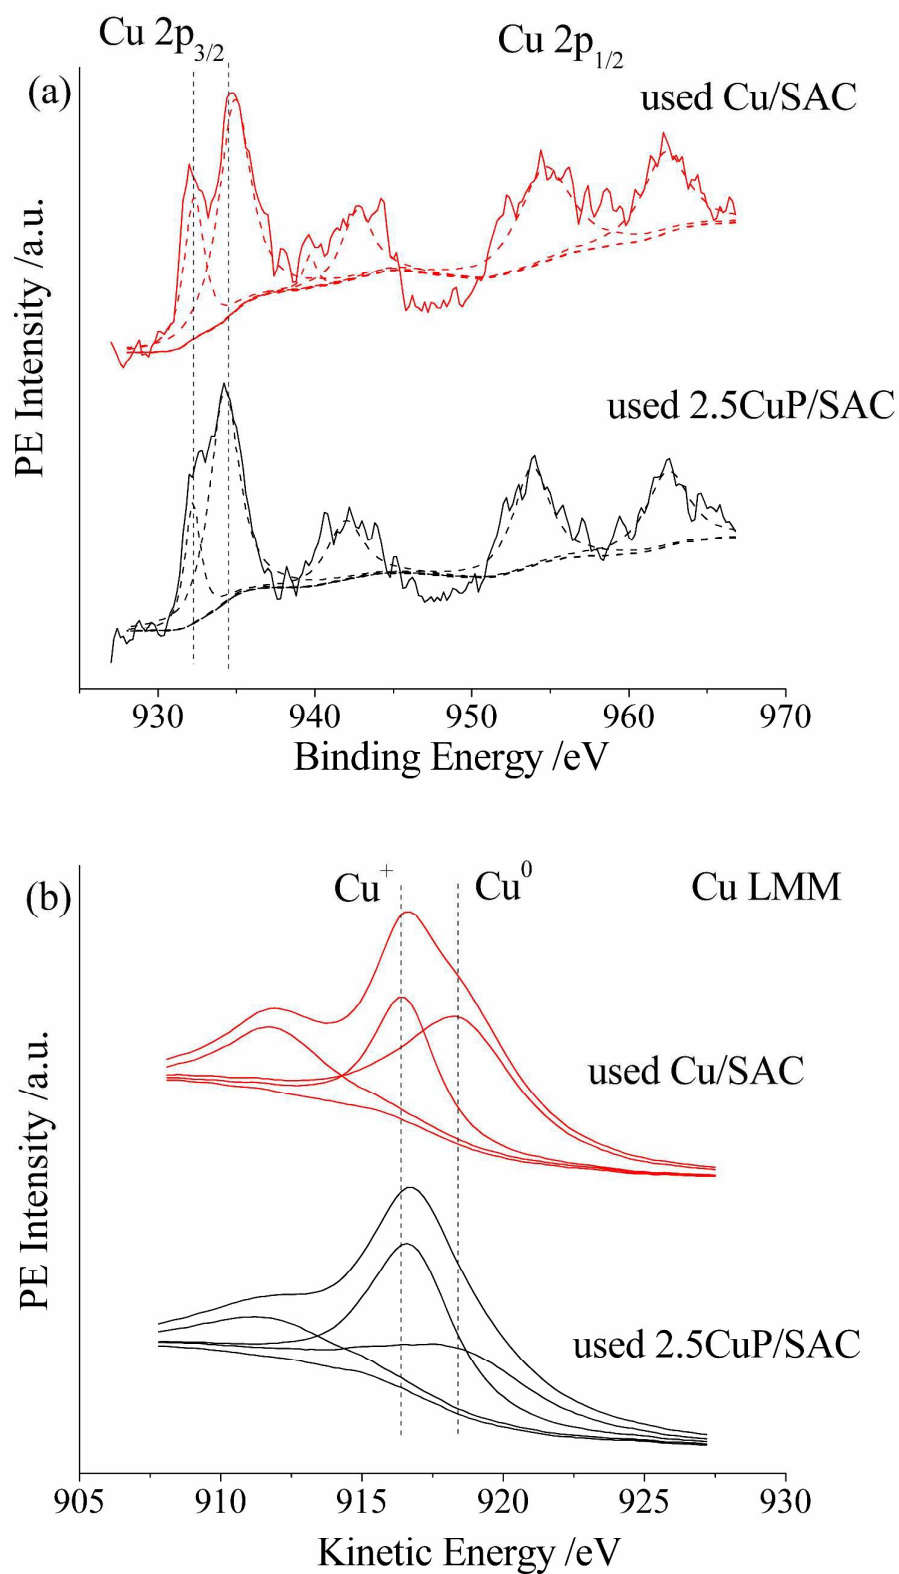 Cu 2p3/2
Cu 2p1/2
(a)
used Cu/SAC
used 2.5CuP/SAC
PE Intensity /a.u.
930 940 950 960 970
Binding Energy /eV
(b)
Cu+
Cu0
Cu LMM
used Cu/SAC
used 2.5CuP/SAC
PE Intensity /a.u.
905 910 915 920 925 930
Kinetic Energy /eV